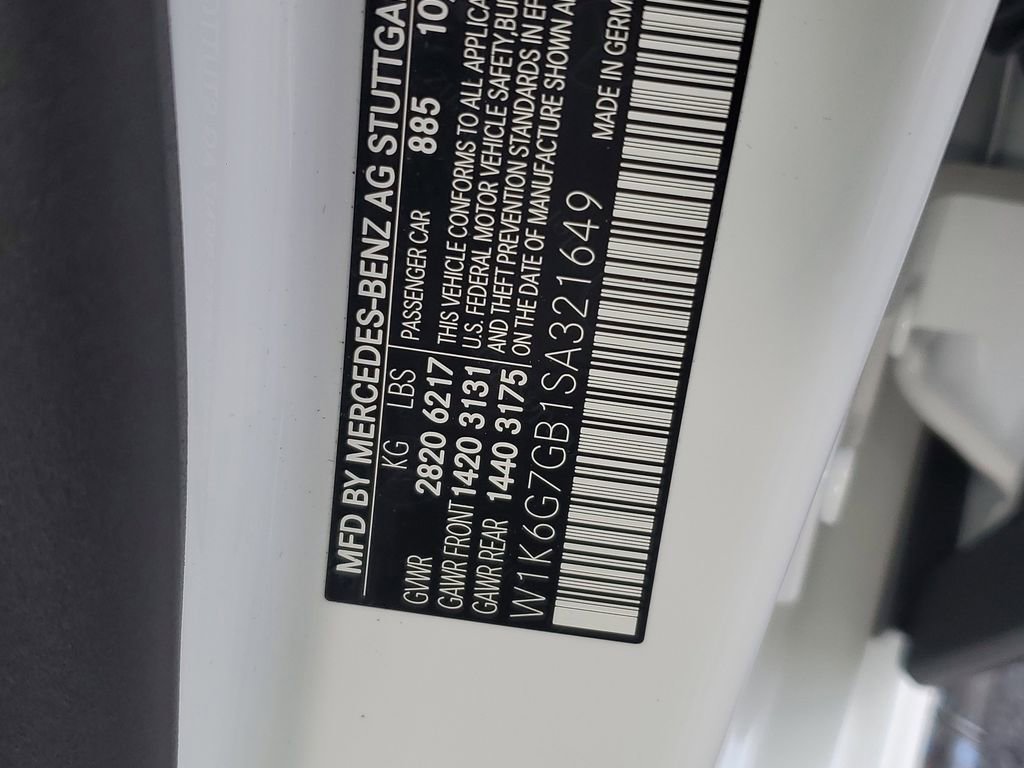 MFD BY MERCEDES-BENZ AG STUTTGA
KG LBS PASSENGER CAR 885 10
GWWR 2820 6217 THIS VEHICLE CONFORMS TO ALL APPLICA
GAWR FRONT 1420 3131 U.S. FEDERAL MOTOR VEHICLE SAFETY, BU
GAWR REAR 1440 3175 AND THEFT PREVENTION STANDARDS IN EF
ON THE DATE OF MANUFACTURE SHOWN A
W1K6G7GB1SA321649 MADE IN GERM